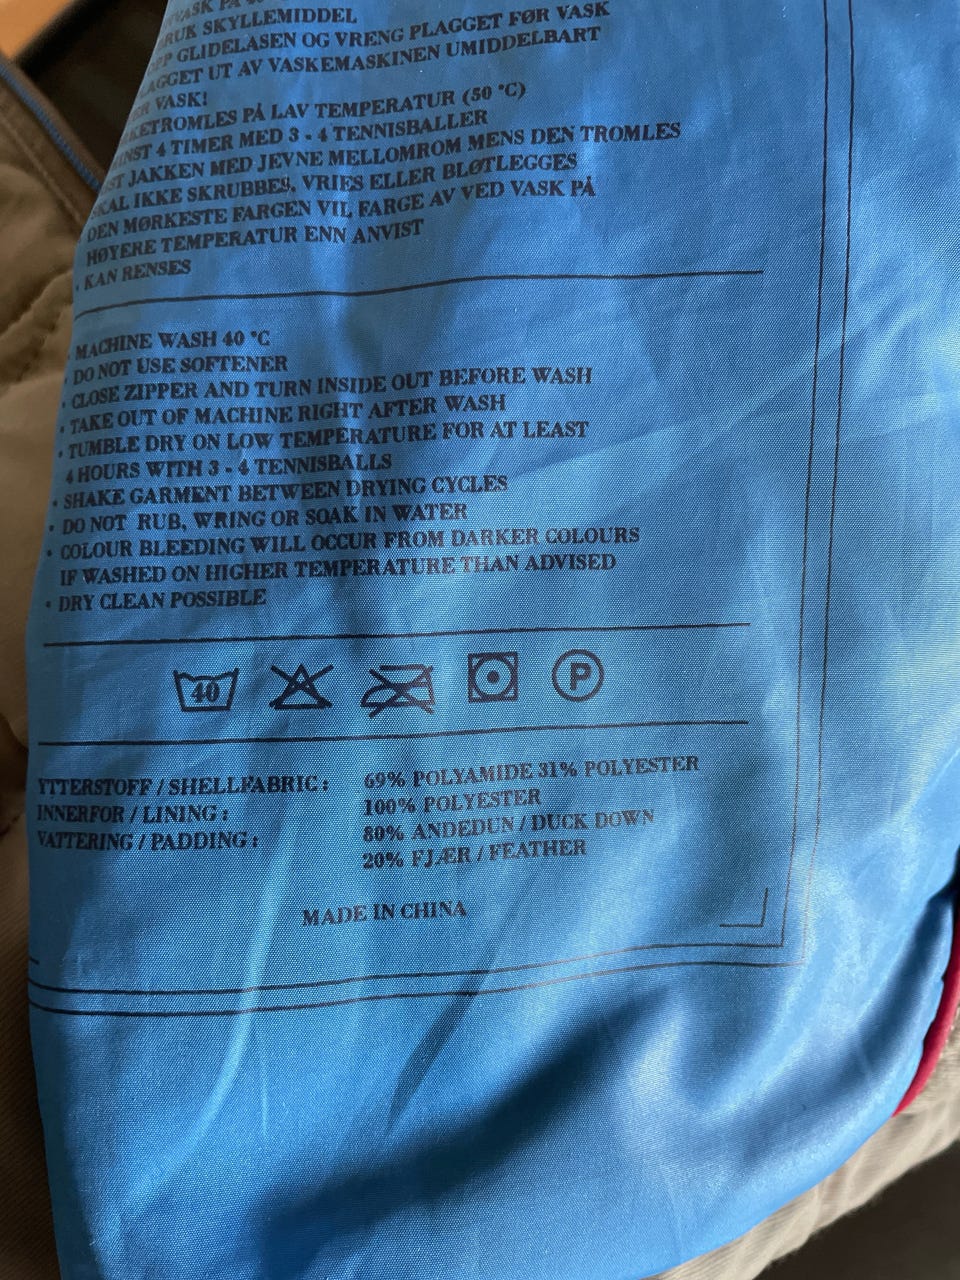 SKYLLEMIDDEL
GLIDELÅSEN OG VRENG PLAGGET FØR VASK
UT AV VASKEMASKINEN UMIDDELBART
VASK!
PÅ LAV TEMPERATUR (50 °C)
4 TIMER MED 3 - 4 TENNISBALLER
JAKKEN MED JEVNE MELLOMROM MENS DEN TROMLES
IKKE SKRUBBES, VRIES ELLER BLØTLEGGES
DEN MØRKESTE FARGEN VIL FARGE AV VED VASK PÅ
HØYERE TEMPERATUR ENN ANVIST
· KAN RENSES
· MACHINE WASH 40 °C
· DO NOT USE SOFTENER
· CLOSE ZIPPER AND TURN INSIDE OUT BEFORE WASH
· TAKE OUT OF MACHINE RIGHT AFTER WASH
· TUMBLE DRY ON LOW TEMPERATURE FOR AT LEAST
4 HOURS WITH 3 - 4 TENNISBALLS
· SHAKE GARMENT BETWEEN DRYING CYCLES
· DO NOT RUB, WRING OR SOAK IN WATER
· COLOUR BLEEDING WILL OCCUR FROM DARKER COLOURS
IF WASHED ON HIGHER TEMPERATURE THAN ADVISED
· DRY CLEAN POSSIBLE
40 P
YTTERSTOFF / SHELLFABRIC : 69% POLYAMIDE 31% POLYESTER
INNERFOR / LINING : 100% POLYESTER
VATTERING / PADDING : 80% ANDEDUN / DUCK DOWN
20% FJÆR / FEATHER
MADE IN CHINA